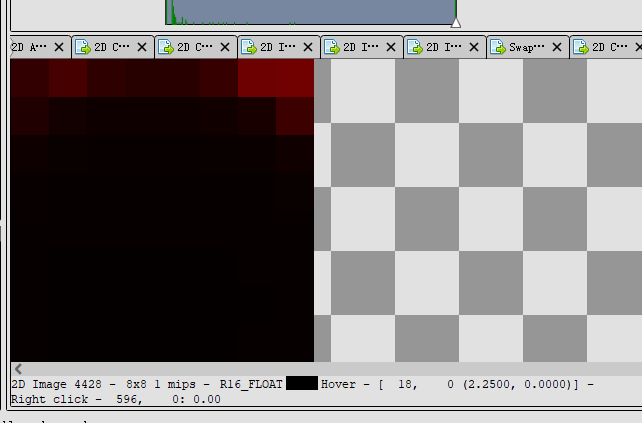 2D A··· 2D C··· 2D C··· 2D I··· 2D I··· 2D I··· Swap··· 2D C···
2D Image 4428 - 8x8 1 mips - R16_FLOAT Hover - [ 18, 0 (2.2500, 0.0000)] -
Right click - 596, 0: 0.00